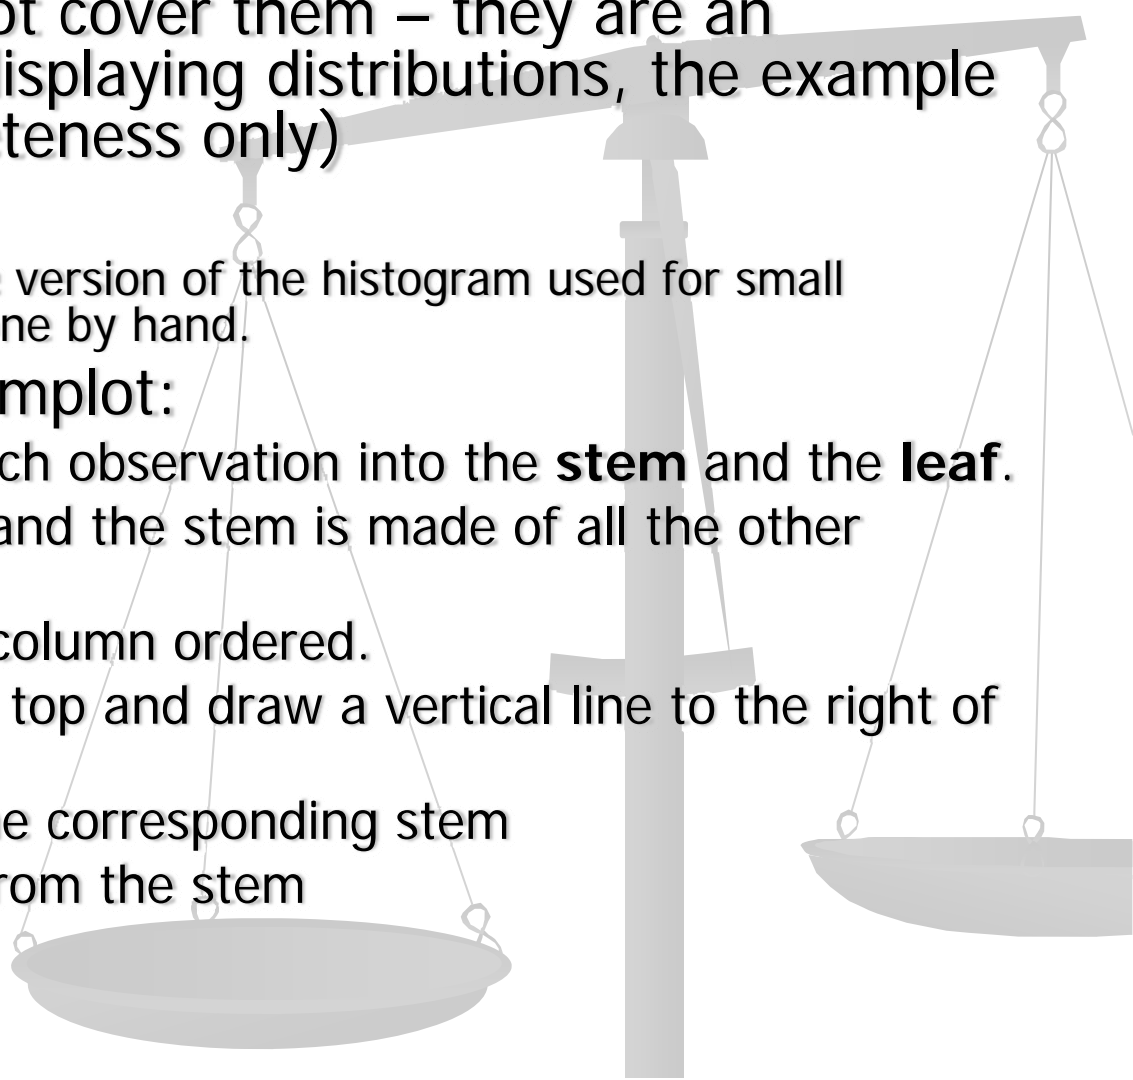 ot cover them – they are an
isplaying distributions, the example
teness only)
version of the histogram used for small
ne by hand.
mplot:
ch observation into the stem and the leaf.
and the stem is made of all the other
column ordered.
top and draw a vertical line to the right of
e corresponding stem
rom the stem